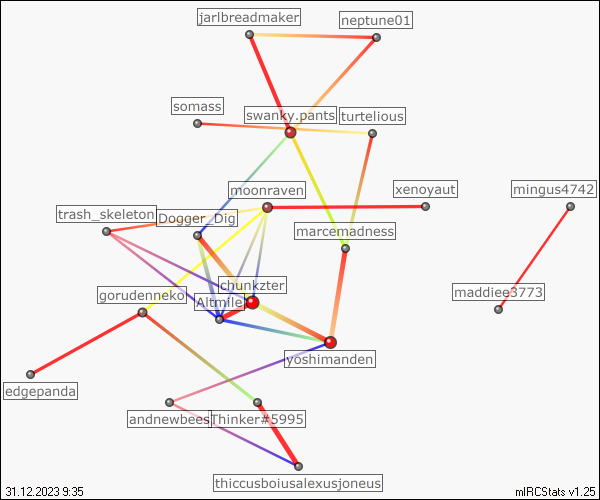 jarlbreadmaker
neptune01
somass
swanky.pants
turtelious
moonraven
xenoyaut
mingus4742
trash_skeleton
Dogger_Dig
marcemadness
chunkzter
maddiee3773
gorudenneko
Altmile
yoshimanden
edgepanda
andnewbees
Thinker#5995
thiccusboiusalexusjoneus
31.12.2023 9:35
mIRCStats v1.25